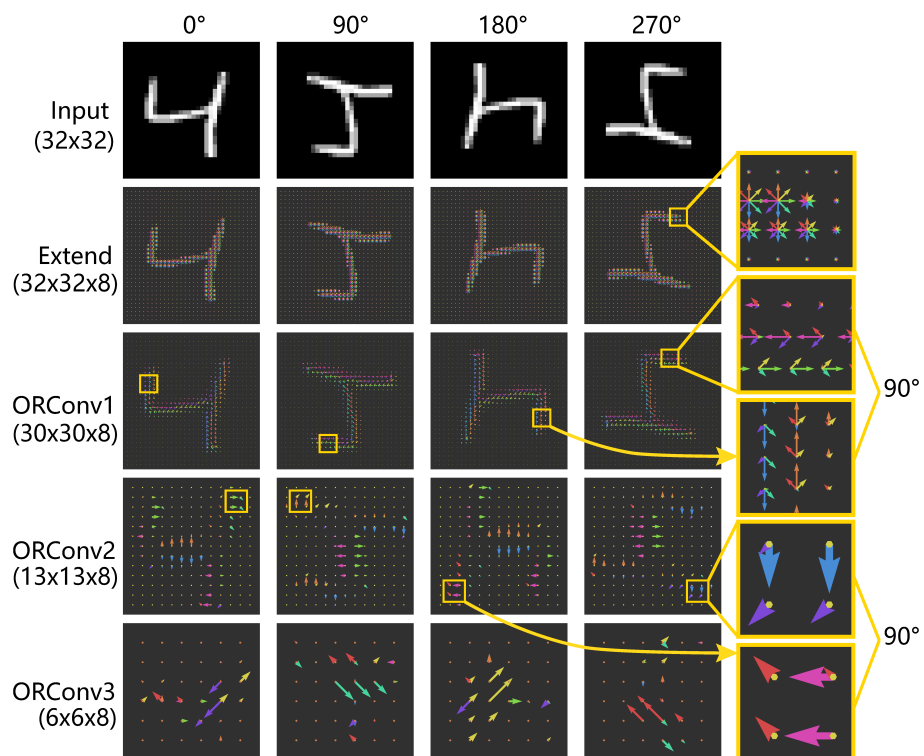 0° 90° 180° 270°
Input
(32x32)
Extend
(32x32x8)
ORConv1
(30x30x8)
90°
ORConv2
(13x13x8)
90°
ORConv3
(6x6x8)